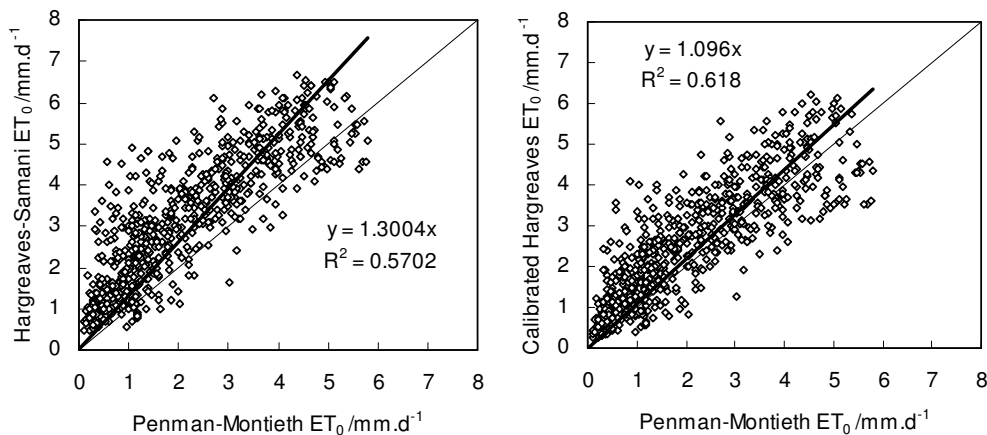 Hargreaves-Samani ET₀ /mm.d⁻¹
8
7
6
5
4
3
2
1
0
y = 1.3004x
R² = 0.5702
0 1 2 3 4 5 6 7 8
Penman-Montieth ET₀ /mm.d⁻¹
Calibrated Hargreaves ET₀ /mm.d⁻¹
8
7
6
5
4
3
2
1
0
y = 1.096x
R² = 0.618
0 1 2 3 4 5 6 7 8
Penman-Montieth ET₀ /mm.d⁻¹